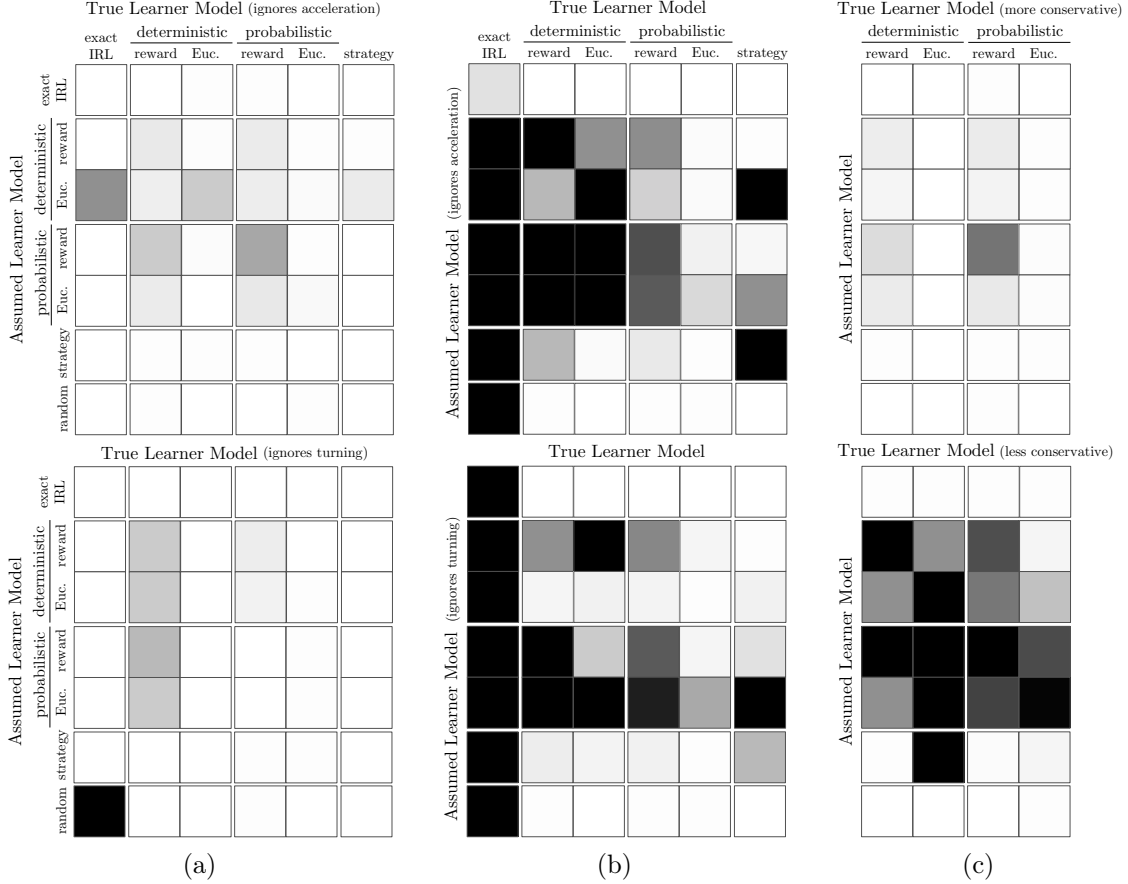 True Learner Model (ignores acceleration)
exact IRL
deterministic
probabilistic
reward
Euc.
reward
Euc.
strategy
Assumed Learner Model
exact IRL
deterministic
reward
Euc.
probabilistic
reward
Euc.
strategy
random
True Learner Model
exact IRL
deterministic
probabilistic
reward
Euc.
reward
Euc.
strategy
Assumed Learner Model (ignores acceleration)
True Learner Model (more conservative)
deterministic
probabilistic
reward
Euc.
reward
Euc.
Assumed Learner Model
True Learner Model (ignores turning)
Assumed Learner Model
exact IRL
deterministic
reward
Euc.
probabilistic
reward
Euc.
strategy
random
True Learner Model
Assumed Learner Model (ignores turning)
True Learner Model (less conservative)
Assumed Learner Model
(a)
(b)
(c)